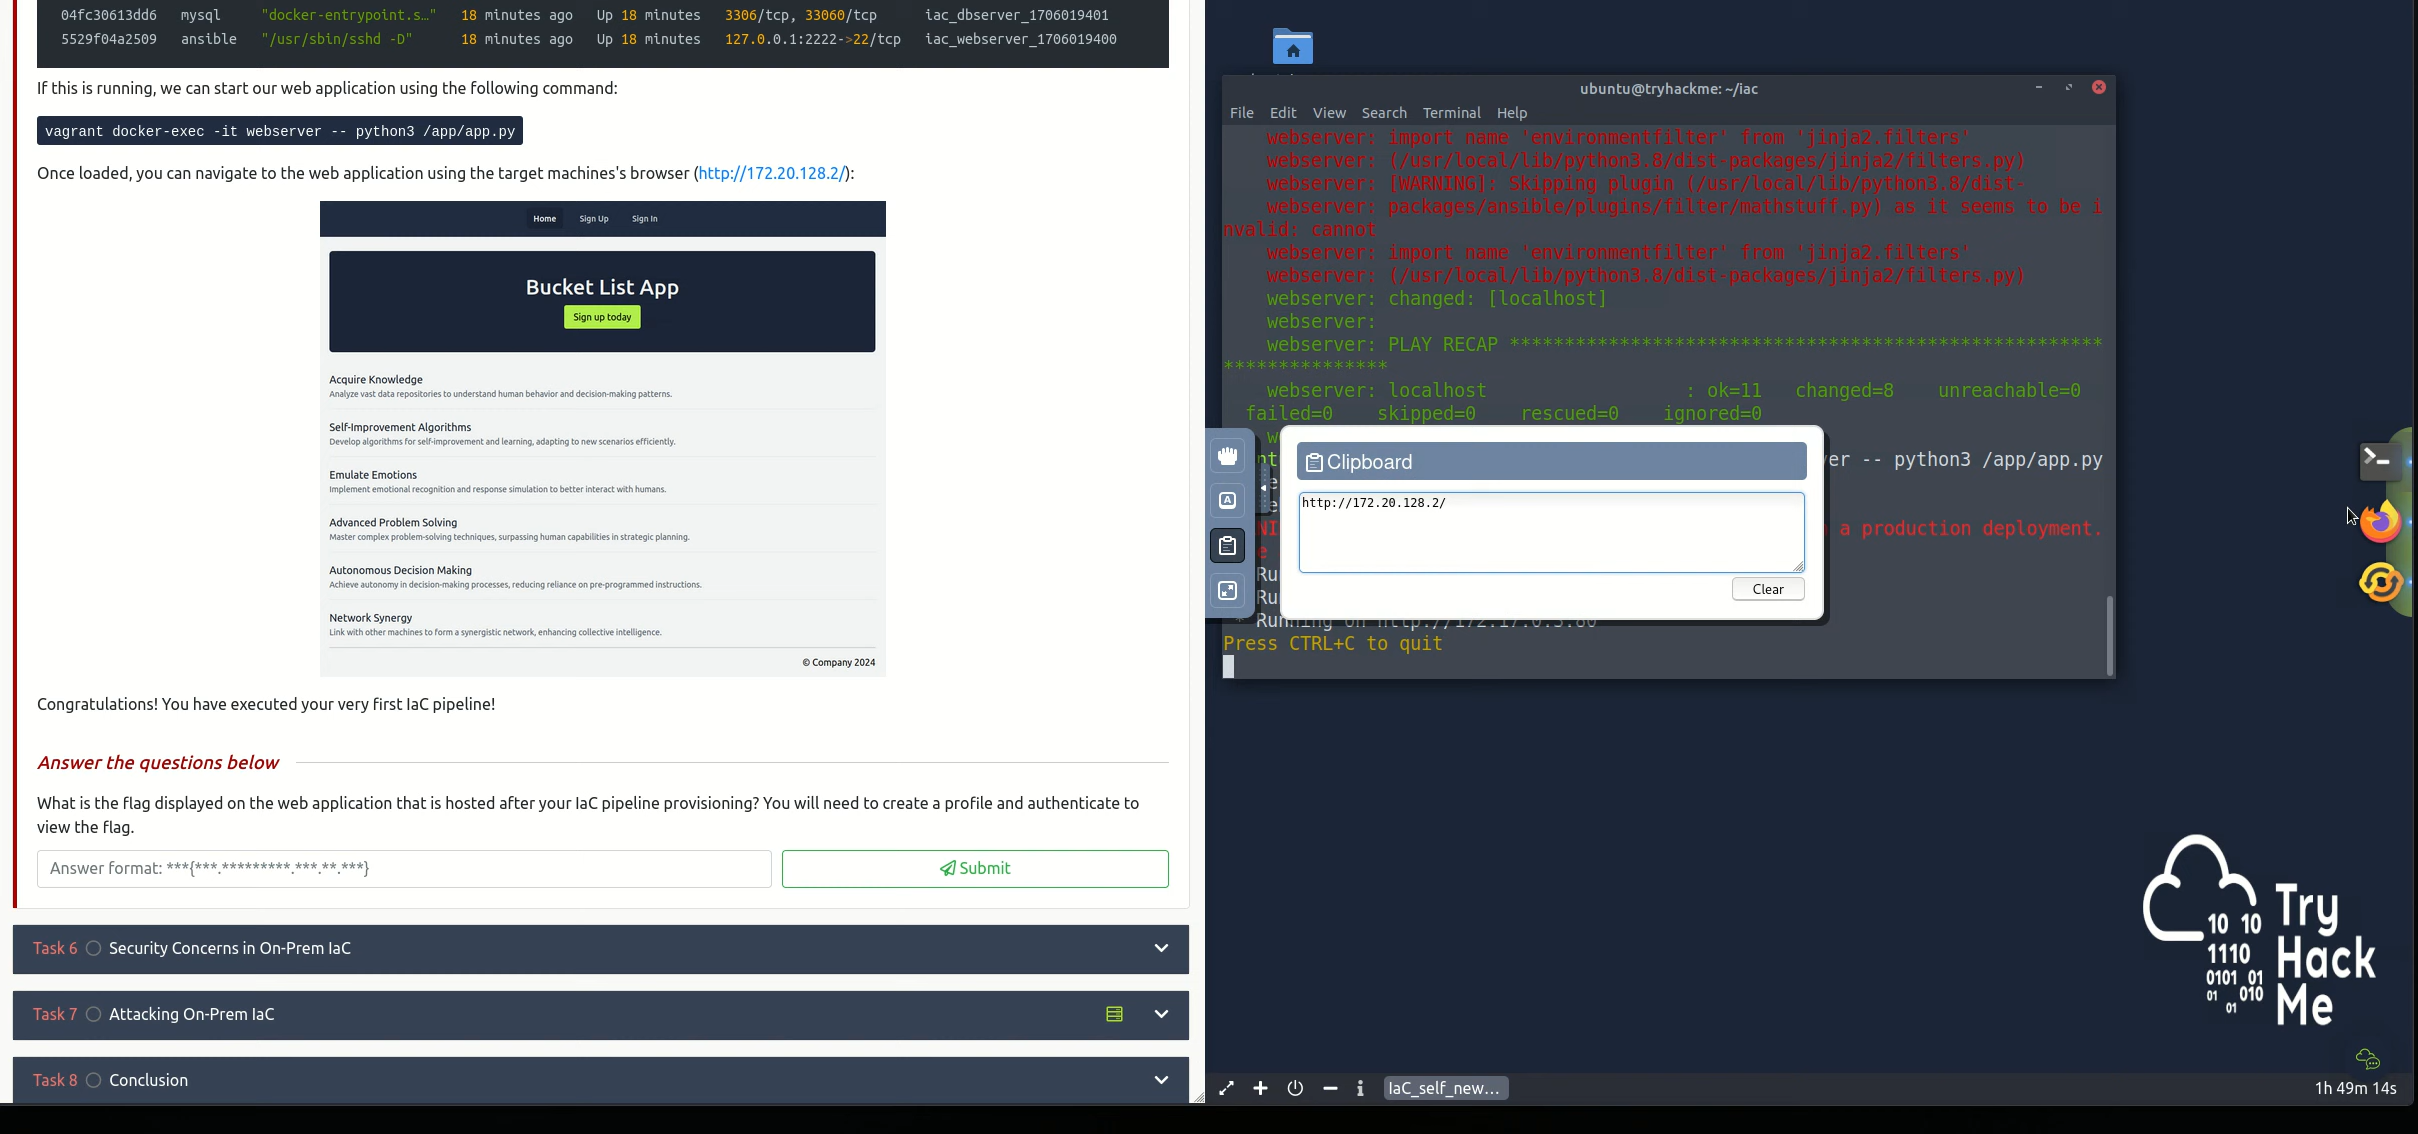 04fc30613dd6 mysql "docker-entrypoint.s…" 18 minutes ago Up 18 minutes 3306/tcp, 33060/tcp iac_dbserver_1706019401
5529f04a2509 ansible "/usr/sbin/sshd -D" 18 minutes ago Up 18 minutes 127.0.0.1:2222->22/tcp iac_webserver_1706019400
If this is running, we can start our web application using the following command:
vagrant docker-exec -it webserver -- python3 /app/app.py
Once loaded, you can navigate to the web application using the target machines's browser (http://172.20.128.2/):
Home Sign Up Sign In
Bucket List App
Sign up today
Acquire Knowledge
Analyze vast data repositories to understand human behavior and decision-making patterns.
Self-Improvement Algorithms
Develop algorithms for self-improvement and learning, adapting to new scenarios efficiently.
Emulate Emotions
Implement emotional recognition and response simulation to better interact with humans.
Advanced Problem Solving
Master complex problem-solving techniques, surpassing human capabilities in strategic planning.
Autonomous Decision Making
Achieve autonomy in decision-making processes, reducing reliance on pre-programmed instructions.
Network Synergy
Link with other machines to form a synergistic network, enhancing collective intelligence.
© Company 2024
Congratulations! You have executed your very first IaC pipeline!
Answer the questions below
What is the flag displayed on the web application that is hosted after your IaC pipeline provisioning? You will need to create a profile and authenticate to
view the flag.
Answer format: ***{***.*********.***.**.***}
Submit
Task 6 Security Concerns in On-Prem IaC
Task 7 Attacking On-Prem IaC
Task 8 Conclusion
ubuntu@tryhackme: ~/iac
File Edit View Search Terminal Help
webserver: import name 'environmentfilter' from 'jinja2.filters'
webserver: (/usr/local/lib/python3.8/dist-packages/jinja2/filters.py)
webserver: [WARNING]: Skipping plugin (/usr/local/lib/python3.8/dist-
webserver: packages/ansible/plugins/filter/mathstuff.py) as it seems to be i
nvalid: cannot
webserver: import name 'environmentfilter' from 'jinja2.filters'
webserver: (/usr/local/lib/python3.8/dist-packages/jinja2/filters.py)
webserver: changed: [localhost]
webserver:
webserver: PLAY RECAP ******************************************************
***************
webserver: localhost : ok=11 changed=8 unreachable=0
failed=0 skipped=0 rescued=0 ignored=0
er -- python3 /app/app.py
a production deployment.
Running on http://172.17.0.3:80
Press CTRL+C to quit
Clipboard
http://172.20.128.2/
Clear
10 10
1110
0101 01
01 010
01
Try
Hack
Me
IaC_self_new...
1h 49m 14s